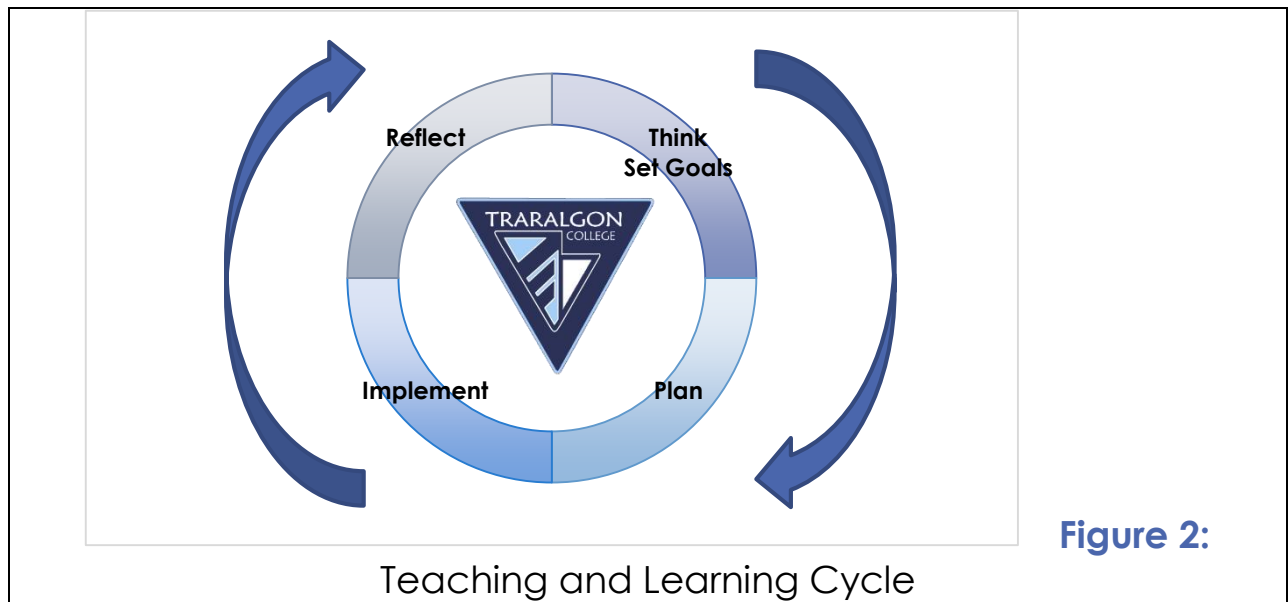 Reflect
Think
Set Goals
TRARALGON
COLLEGE
Implement
Plan
Figure 2:
Teaching and Learning Cycle